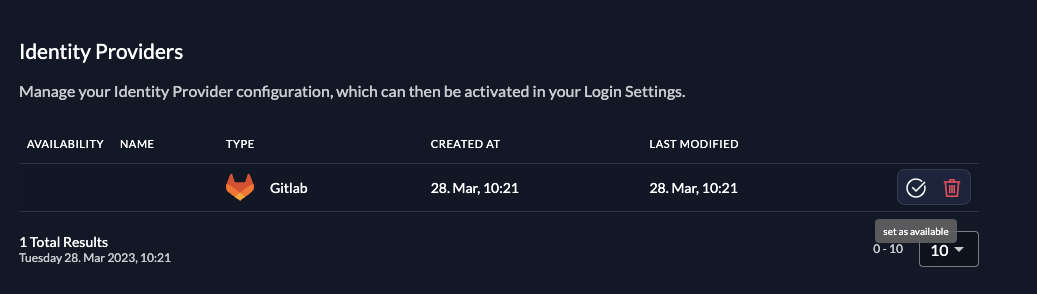 Identity Providers
Manage your Identity Provider configuration, which can then be activated in your Login Settings.
AVAILABILITY NAME TYPE CREATED AT LAST MODIFIED
Gitlab 28. Mar, 10:21 28. Mar, 10:21
set as available
1 Total Results
Tuesday 28. Mar 2023, 10:21
0 - 10 10